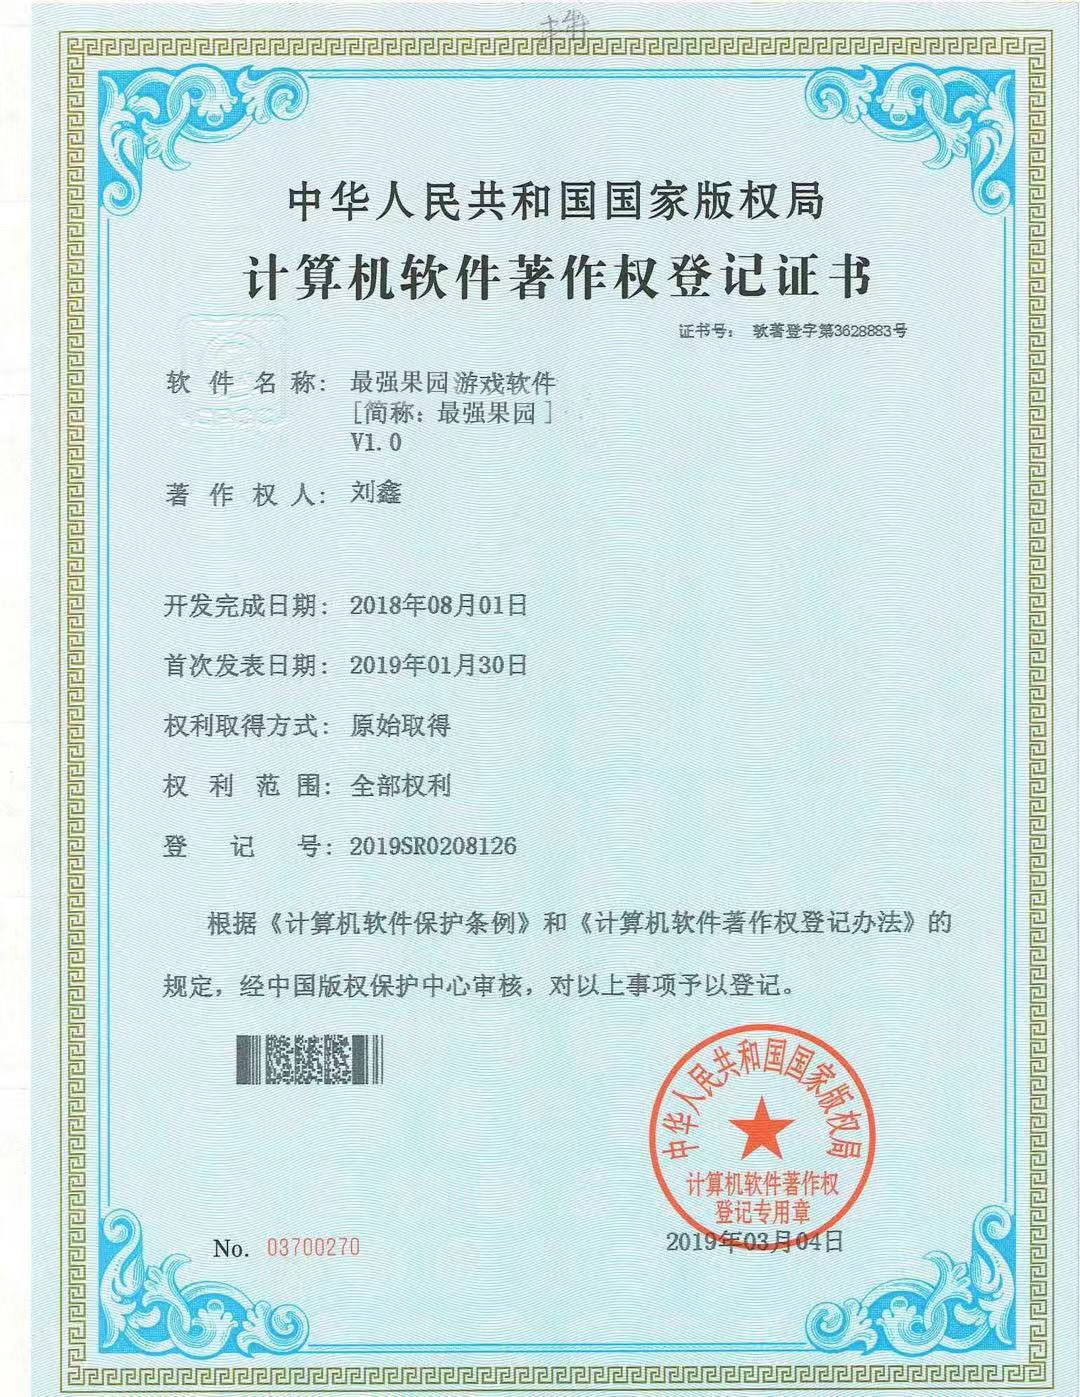 中华人民共和国国家版权局
计算机软件著作权登记证书
证书号： 软著登字第3628883号
软件名称： 最强果园游戏软件
[简称：最强果园]
V1.0
著作权人： 刘鑫
开发完成日期： 2018年08月01日
首次发表日期： 2019年01月30日
权利取得方式： 原始取得
权利范围： 全部权利
登记号： 2019SR0208126
根据《计算机软件保护条例》和《计算机软件著作权登记办法》的
规定，经中国版权保护中心审核，对以上事项予以登记。
中华人民共和国国家版权局
计算机软件著作权
登记专用章
No. 03700270
2019年03月04日